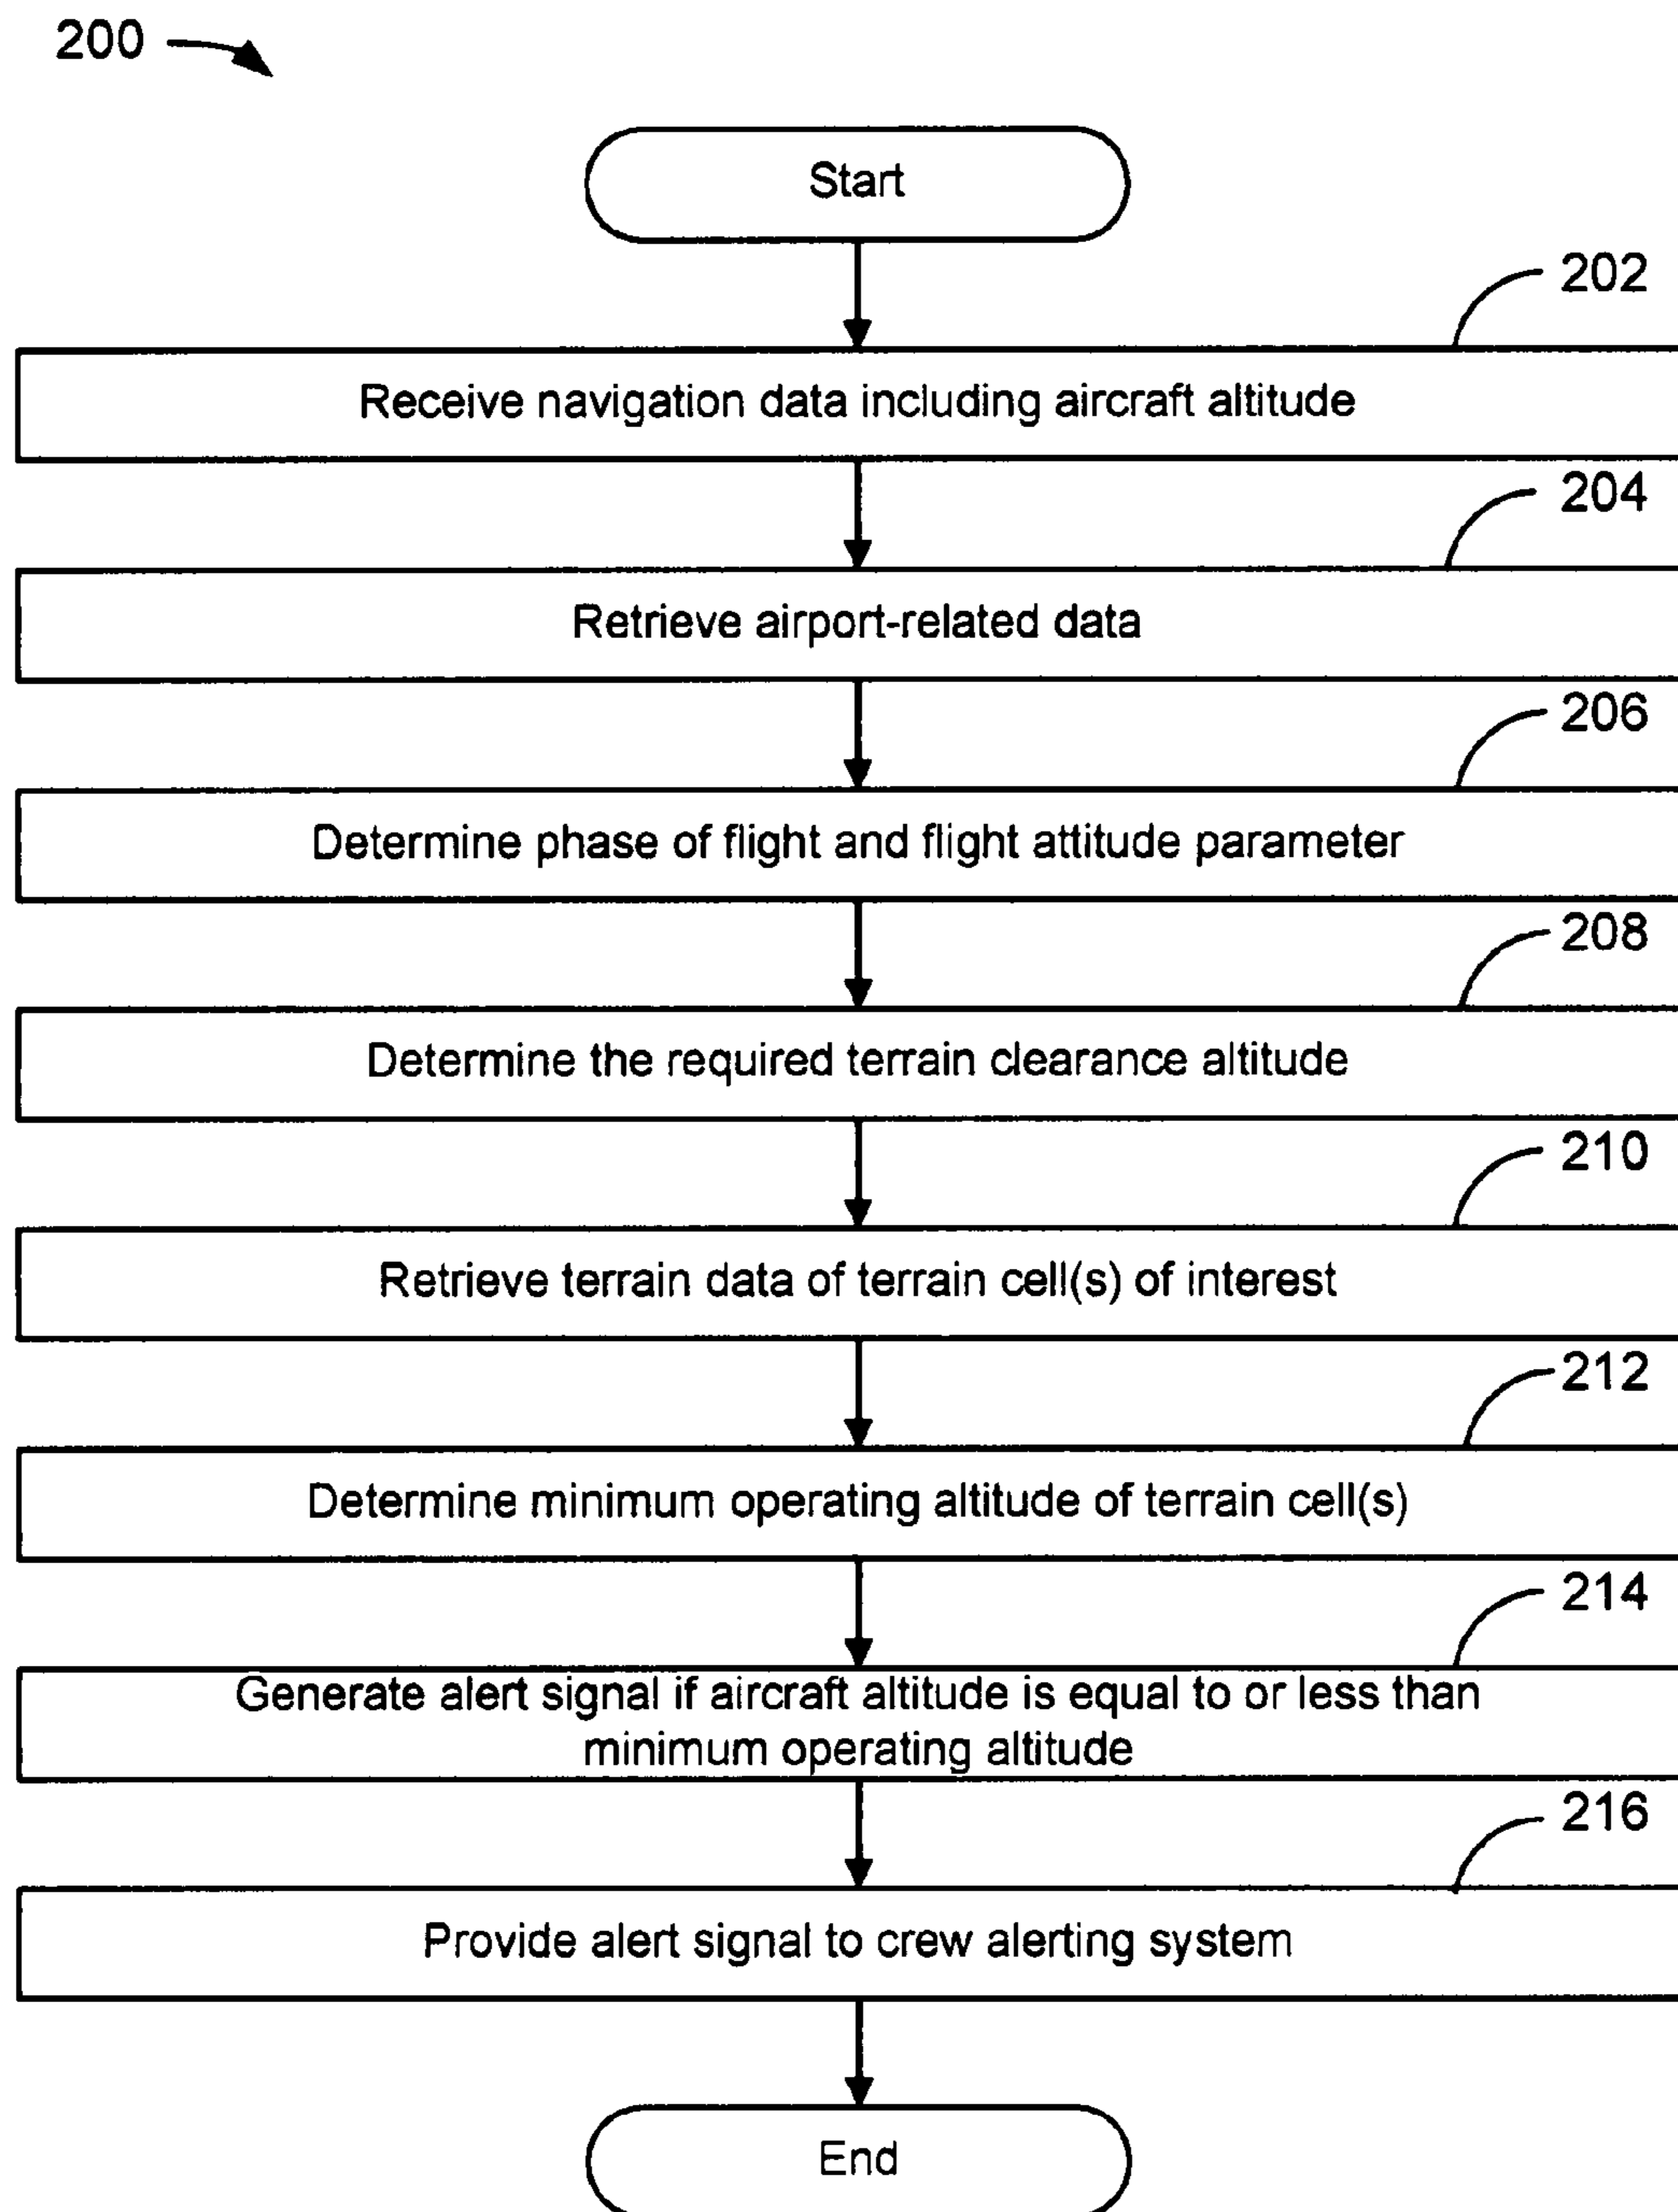 200
Start
202
Receive navigation data including aircraft altitude
204
Retrieve airport-related data
206
Determine phase of flight and flight attitude parameter
208
Determine the required terrain clearance altitude
210
Retrieve terrain data of terrain cell(s) of interest
212
Determine minimum operating altitude of terrain cell(s)
214
Generate alert signal if aircraft altitude is equal to or less than
minimum operating altitude
216
Provide alert signal to crew alerting system
End